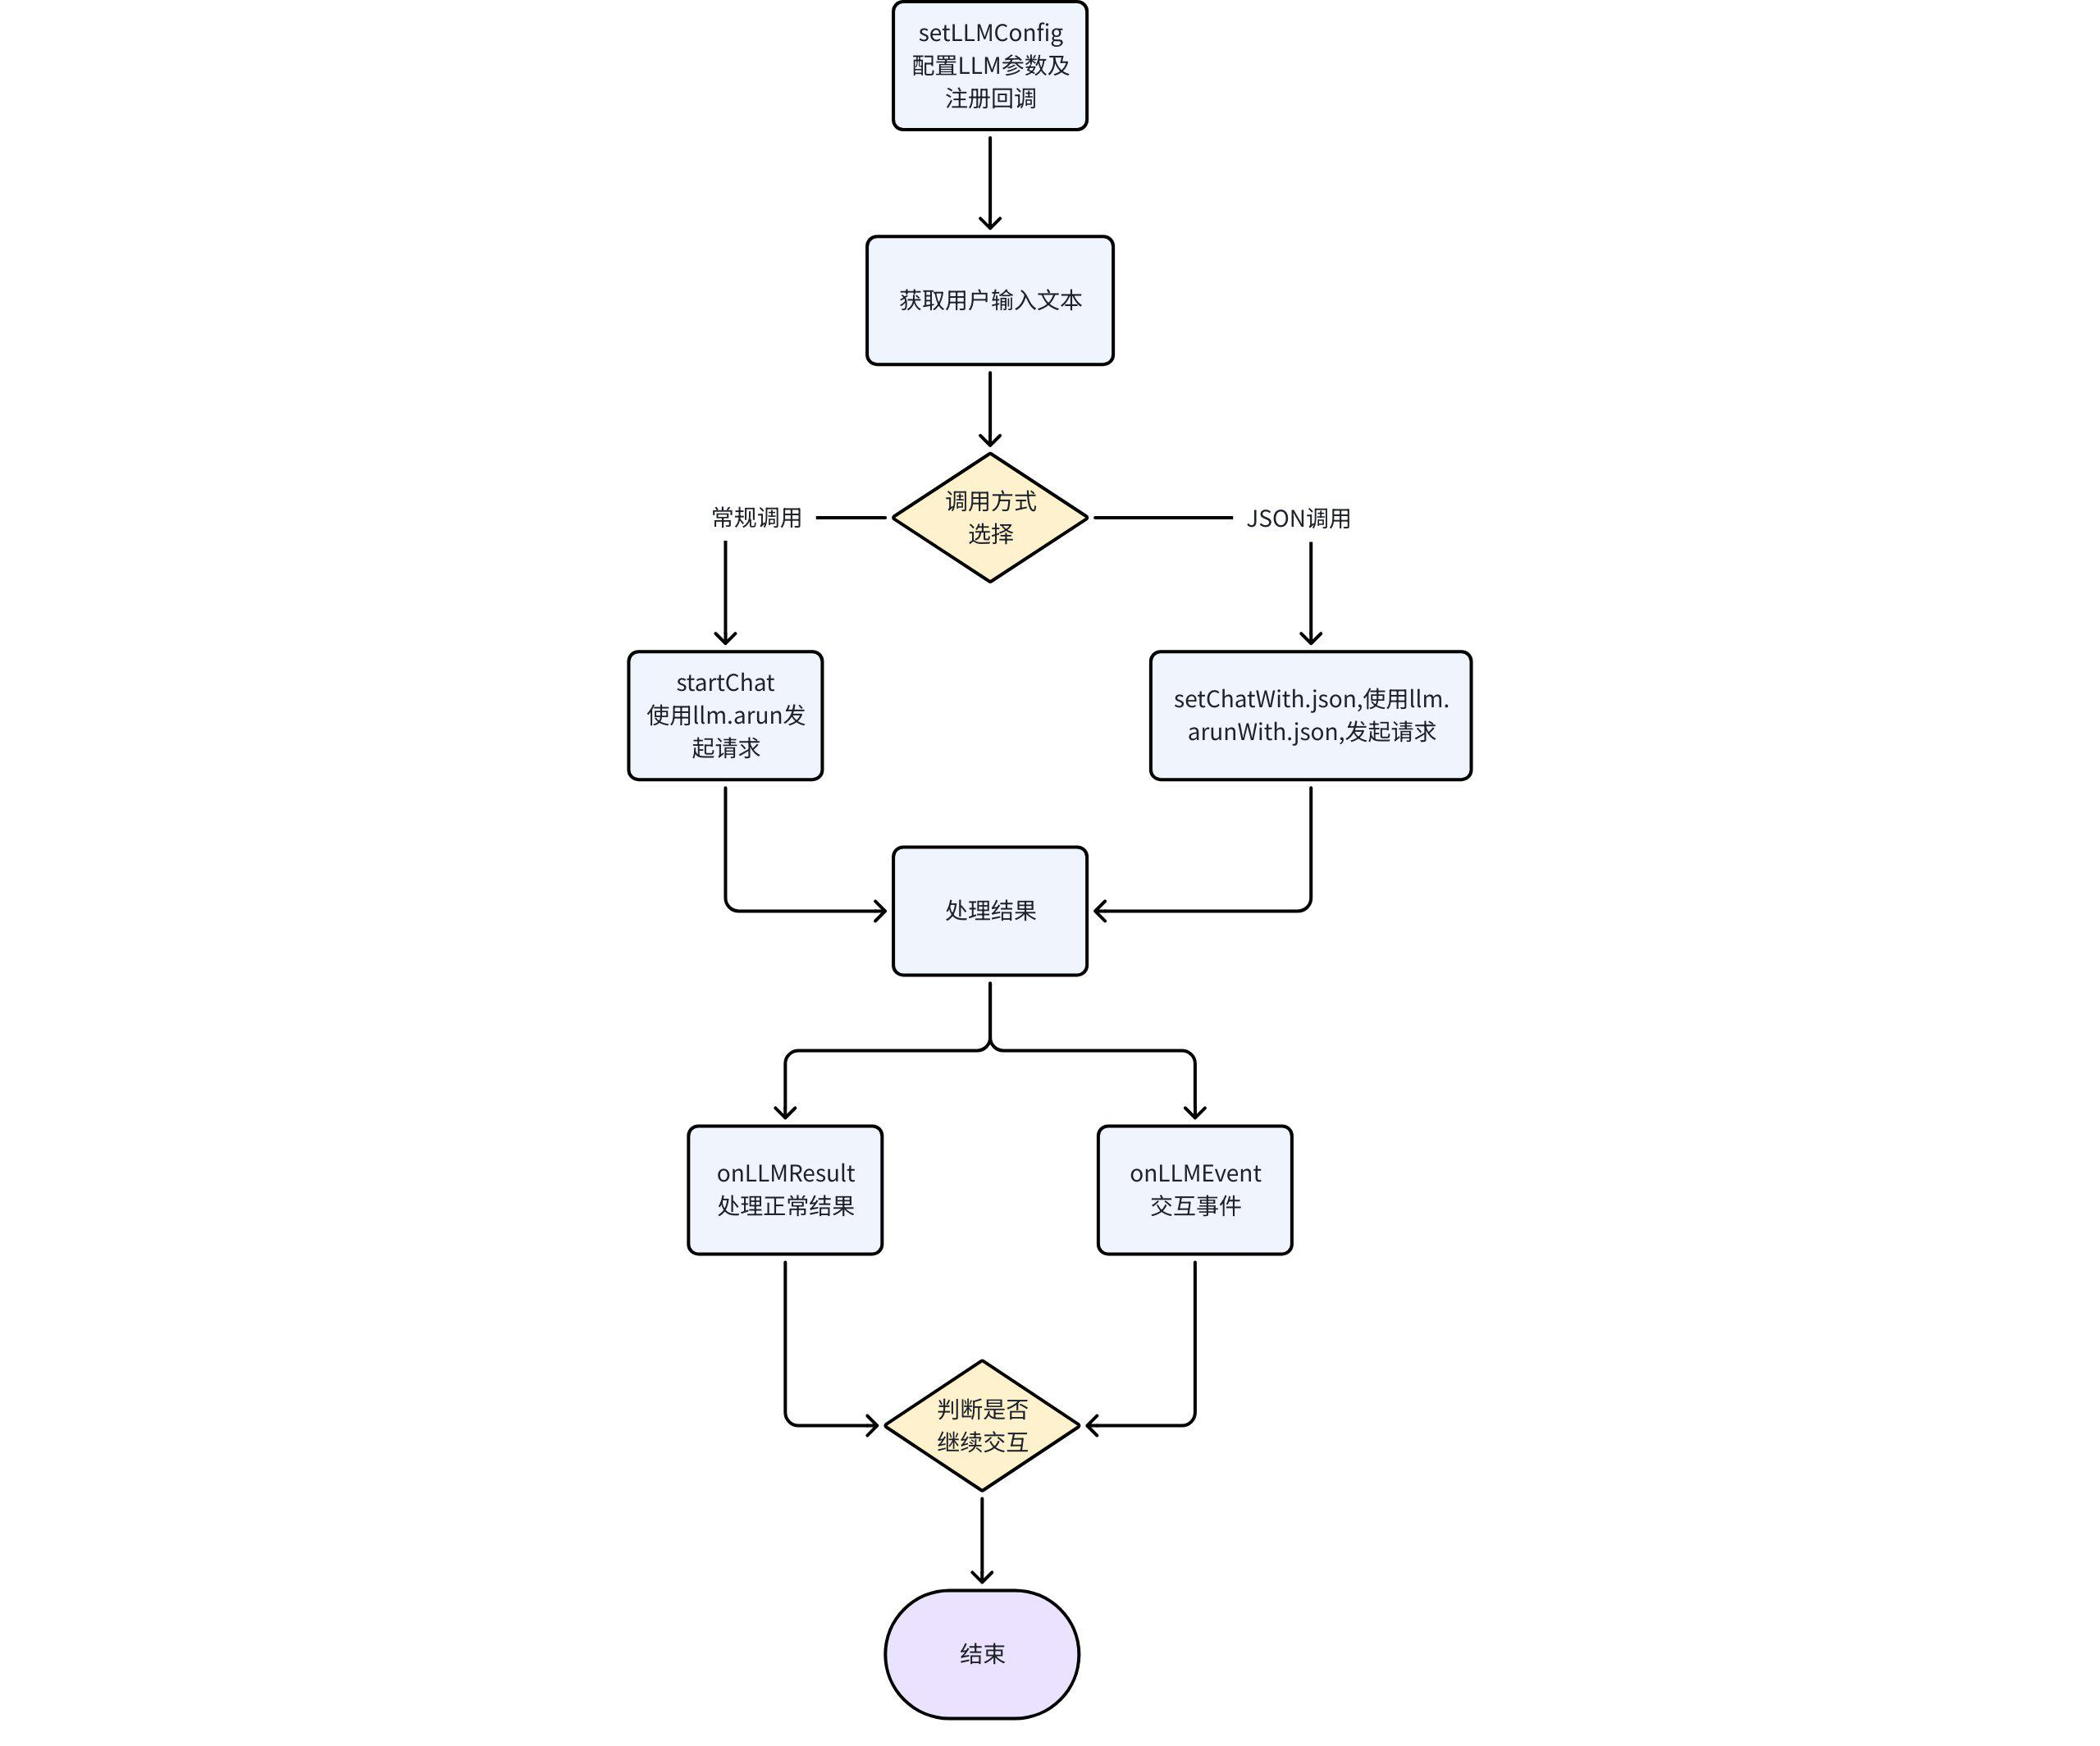 setLLMConfig
配置LLM参数及
注册回调
获取用户输入文本
调用方式
选择
常规调用
JSON调用
startChat
使用llm.arun发
起请求
setChatWith.json,使用llm.
arunWith.json,发起请求
处理结果
onLLMResult
处理正常结果
onLLMEvent
交互事件
判断是否
继续交互
结束